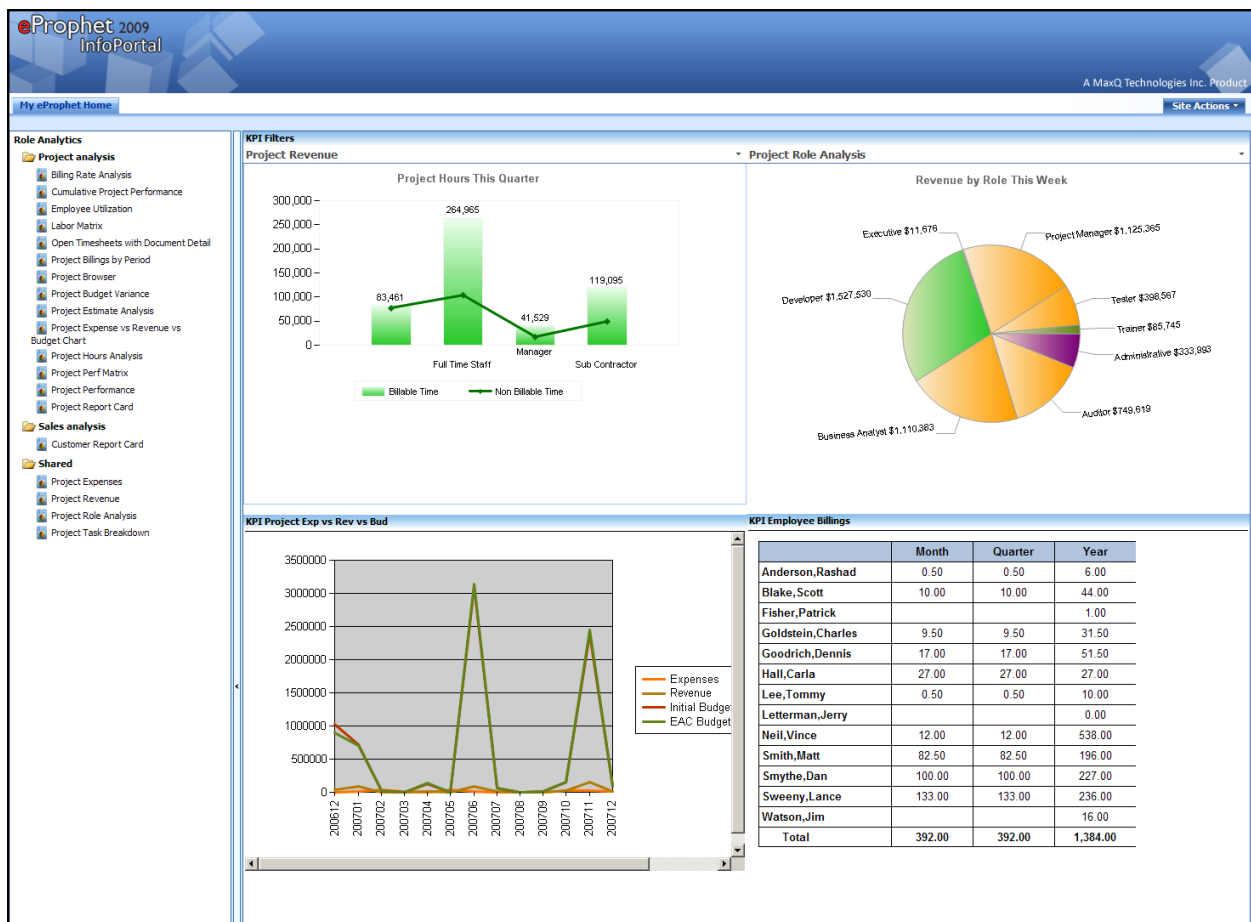 eProphet 2009
InfoPortal
A MaxQ Technologies Inc. Product
My eProphet Home
Site Actions
Role Analytics
Project analysis
Billing Rate Analysis
Cumulative Project Performance
Employee Utilization
Labor Matrix
Open Timesheets with Document Detail
Project Billings by Period
Project Browser
Project Budget Variance
Project Estimate Analysis
Project Expense vs Revenue vs
Budget Chart
Project Hours Analysis
Project Perf Matrix
Project Performance
Project Report Card
Sales analysis
Customer Report Card
Shared
Project Expenses
Project Revenue
Project Role Analysis
Project Task Breakdown
KPI Filters
Project Revenue
Project Hours This Quarter
300,000
250,000
200,000
150,000
100,000
50,000
0
83,461
264,965
41,529
119,095
Full Time Staff
Manager
Sub Contractor
Billable Time
Non Billable Time
Project Role Analysis
Revenue by Role This Week
Executive $11,676
Project Manager $1,125,365
Developer $1,527,530
Tester $398,567
Trainer $85,745
Administrative $333,993
Auditor $749,619
Business Analyst $1,110,383
KPI Project Exp vs Rev vs Bud
3500000
3000000
2500000
2000000
1500000
1000000
500000
0
200612
200701
200702
200703
200704
200705
200706
200707
200708
200709
200710
200711
200712
Expenses
Revenue
Initial Budge
EAC Budget
KPI Employee Billings
Month Quarter Year
Anderson,Rashad 0.50 0.50 6.00
Blake,Scott 10.00 10.00 44.00
Fisher,Patrick 1.00
Goldstein,Charles 9.50 9.50 31.50
Goodrich,Dennis 17.00 17.00 51.50
Hall,Carla 27.00 27.00 27.00
Lee,Tommy 0.50 0.50 10.00
Letterman,Jerry 0.00
Neil,Vince 12.00 12.00 538.00
Smith,Matt 82.50 82.50 196.00
Smythe,Dan 100.00 100.00 227.00
Sweeny,Lance 133.00 133.00 236.00
Watson,Jim 16.00
Total 392.00 392.00 1,384.00